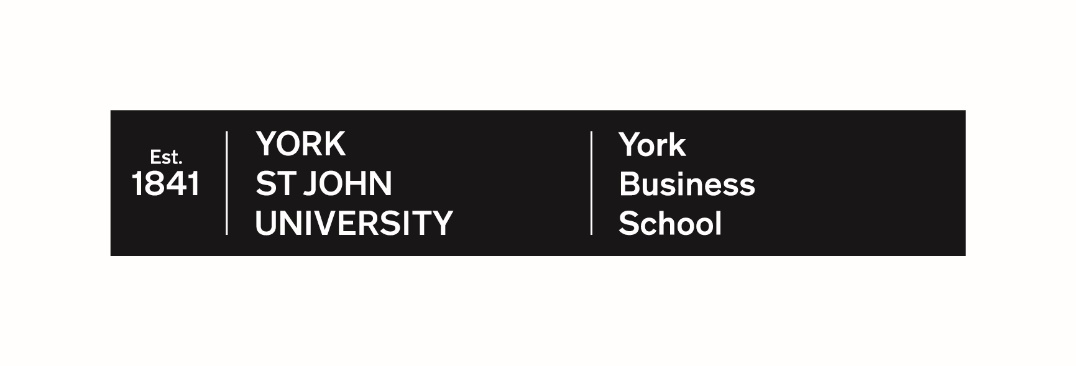 Est.
1841
YORK
ST JOHN
UNIVERSITY
York
Business
School